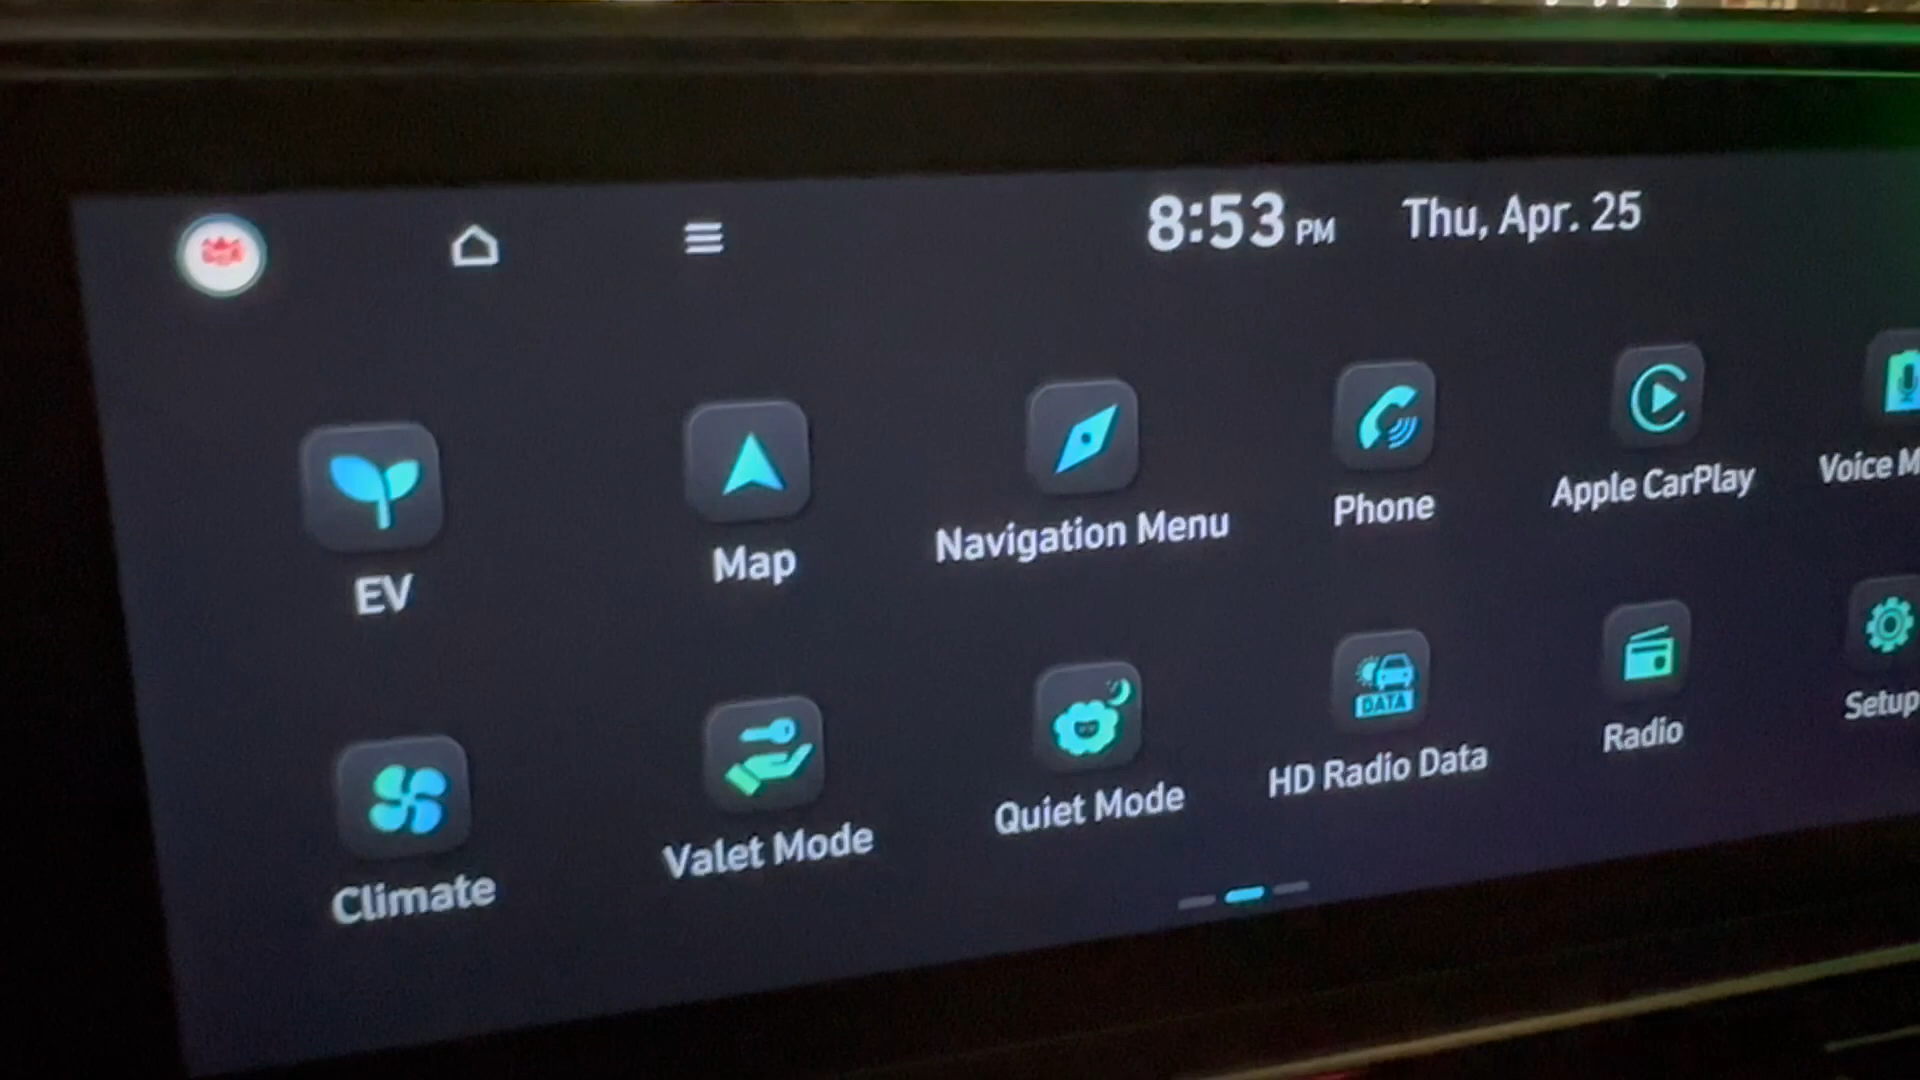 8:53 PM Thu, Apr. 25
EV
Map
Navigation Menu
Phone
Apple CarPlay
Voice M
Climate
Valet Mode
Quiet Mode
DATA
HD Radio Data
Radio
Setup